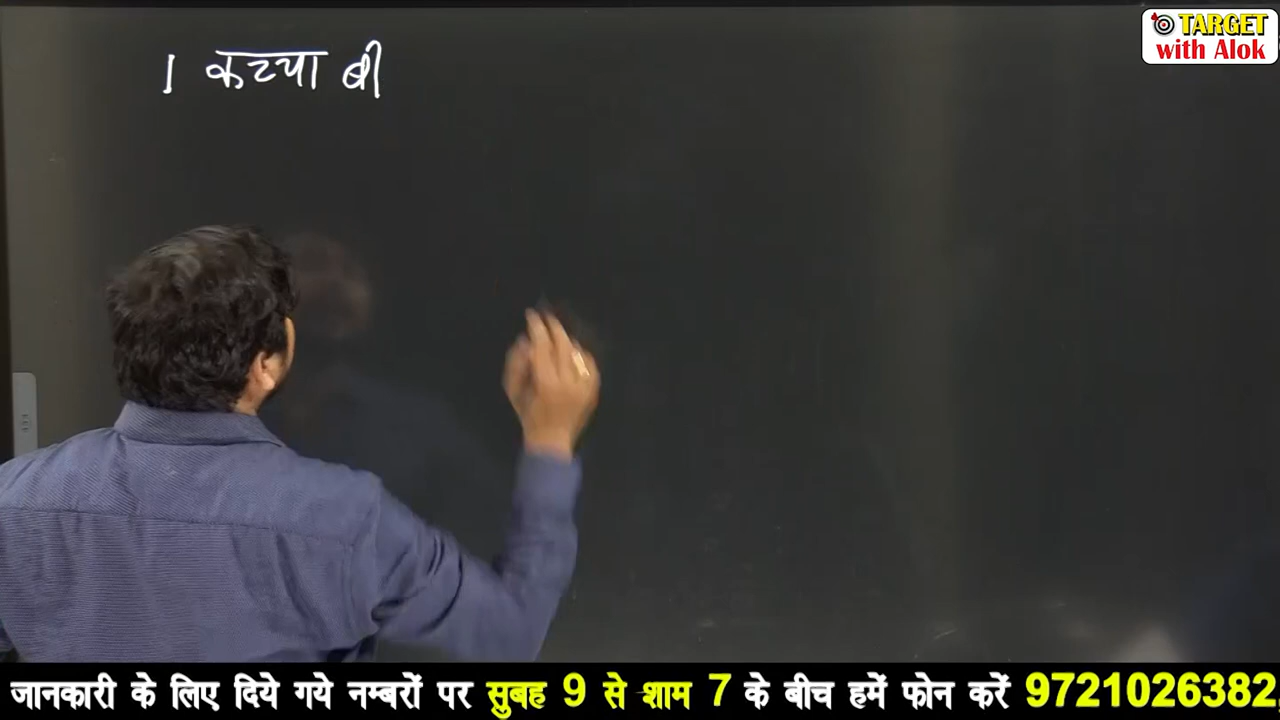 TARGET
with Alok
1 कच्चा बी
जानकारी के लिए दिये गये नम्बरों पर सुबह 9 से शाम 7 के बीच हमें फोन करें 9721026382,